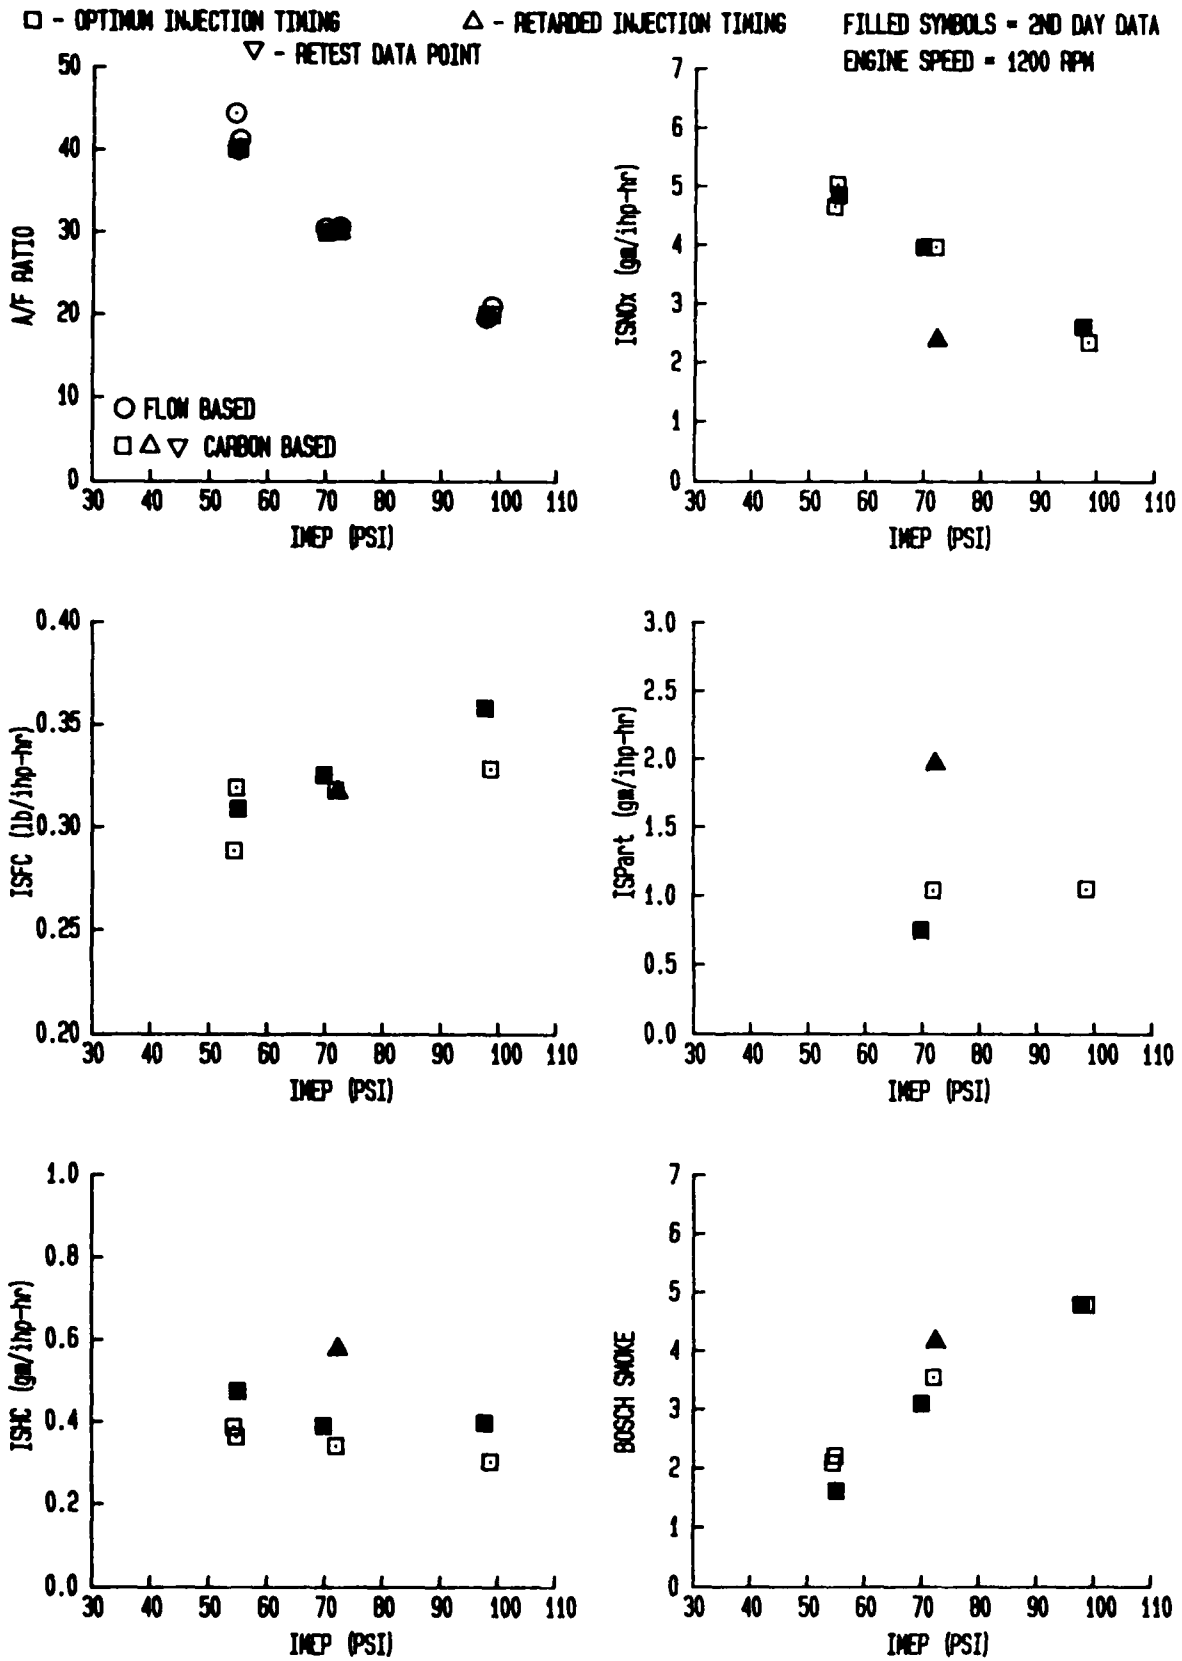 □ - OPTIMUM INJECTION TIMING △ - RETARDED INJECTION TIMING FILLED SYMBOLS = 2ND DAY DATA
▽ - RETEST DATA POINT ENGINE SPEED = 1200 RPM
50
40
30
20
10
0
A/F RATIO
○ FLOW BASED
□ △ ▽ CARBON BASED
30 40 50 60 70 80 90 100 110
IMEP (PSI)
7
6
5
4
3
2
1
0
ISNOx (gm/ihp-hr)
30 40 50 60 70 80 90 100 110
IMEP (PSI)
0.40
0.35
0.30
0.25
0.20
ISFC (lb/ihp-hr)
30 40 50 60 70 80 90 100 110
IMEP (PSI)
3.0
2.5
2.0
1.5
1.0
0.5
0.0
ISPart (gm/ihp-hr)
30 40 50 60 70 80 90 100 110
IMEP (PSI)
1.0
0.8
0.6
0.4
0.2
0.0
ISHC (gm/ihp-hr)
30 40 50 60 70 80 90 100 110
IMEP (PSI)
7
6
5
4
3
2
1
0
BOSCH SMOKE
30 40 50 60 70 80 90 100 110
IMEP (PSI)